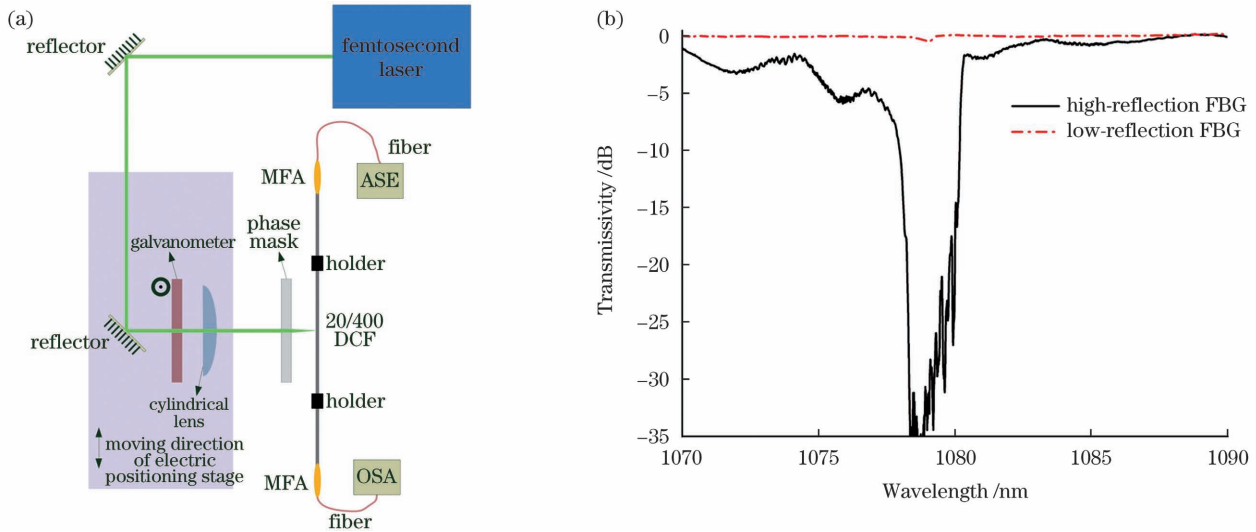 (a)
reflector
femtosecond
laser
fiber
MFA
ASE
galvanometer
phase
mask
holder
20/400
DCF
reflector
cylindrical
lens
holder
moving direction
of electric
positioning stage
MFA
OSA
fiber
(b)
0
-5
-10
-15
-20
-25
-30
-35
Transmissivity /dB
high-reflection FBG
low-reflection FBG
1070
1075
1080
1085
1090
Wavelength /nm